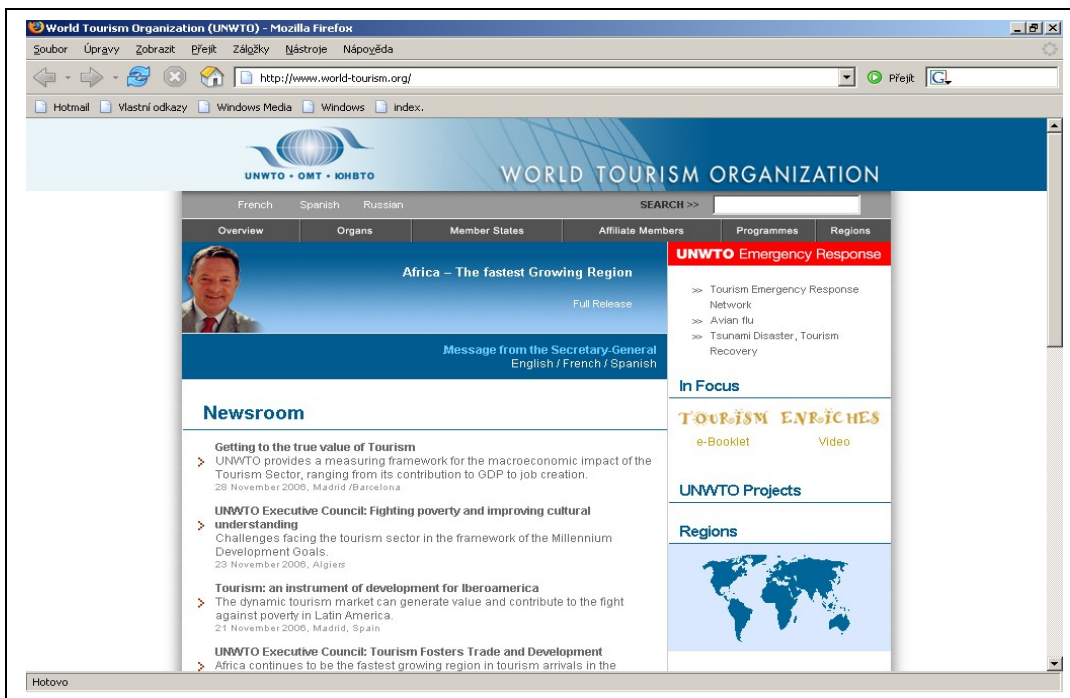 World Tourism Organization (UNWTO) - Mozilla Firefox
Soubor Úpravy Zobrazit Přejít Záložky Nástroje Nápověda
http://www.world-tourism.org/ Přejít G
Hotmail Vlastní odkazy Windows Media Windows index.
UNWTO • OMT • ЮНВТО
WORLD TOURISM ORGANIZATION
French Spanish Russian SEARCH >>
Overview Organs Member States Affiliate Members Programmes Regions
Africa – The fastest Growing Region
Full Release
Message from the Secretary-General
English / French / Spanish
Newsroom
Getting to the true value of Tourism
UNWTO provides a measuring framework for the macroeconomic impact of the
Tourism Sector, ranging from its contribution to GDP to job creation.
28 November 2006, Madrid /Barcelona
UNWTO Executive Council: Fighting poverty and improving cultural
understanding
Challenges facing the tourism sector in the framework of the Millennium
Development Goals.
23 November 2006, Algiers
Tourism: an instrument of development for Iberoamerica
The dynamic tourism market can generate value and contribute to the fight
against poverty in Latin America.
21 November 2006, Madrid, Spain
UNWTO Executive Council: Tourism Fosters Trade and Development
Africa continues to be the fastest growing region in tourism arrivals in the
UNWTO Emergency Response
>> Tourism Emergency Response
Network
>> Avian flu
>> Tsunami Disaster, Tourism
Recovery
In Focus
TOURISM ENRICHES
e-Booklet Video
UNWTO Projects
Regions
Hotovo